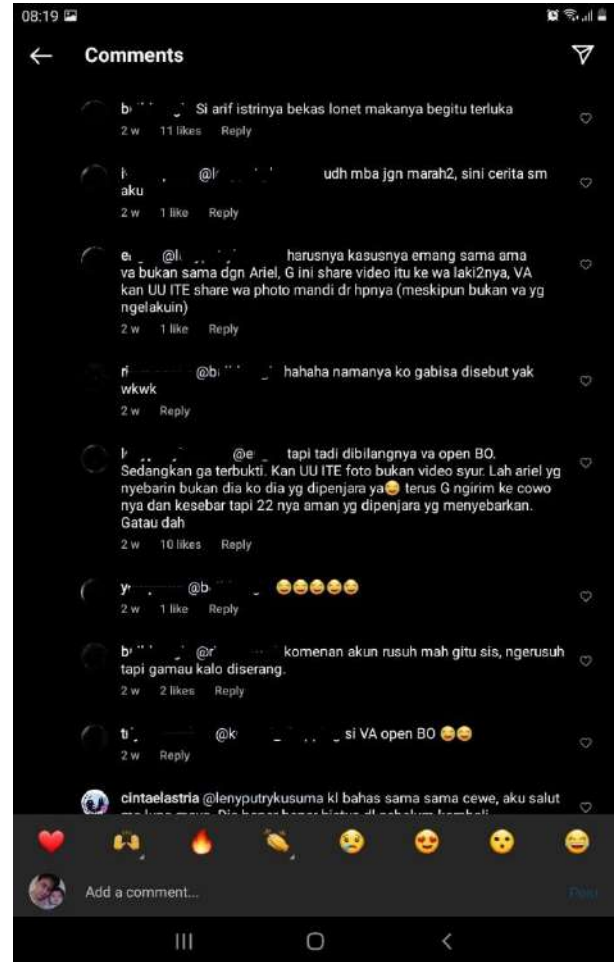 08:19
Comments
Si arif istrinya bekas lonet makanya begitu terluka
2 w 11 likes Reply
udh mba jgn marah2, sini cerita sm
aku
2 w 1 like Reply
harusnya kasusnya emang sama ama
va bukan sama dgn Ariel, G ini share video itu ke wa laki2nya, VA
kan UU ITE share wa photo mandi dr hpnya (meskipun bukan va yg
ngelakuin)
2 w 1 like Reply
hahaha namanya ko gabisa disebut yak
wkwk
2 w Reply
tapi tadi dibilangnya va open BO.
Sedangkan ga terbukti. Kan UU ITE foto bukan video syur. Lah ariel yg
nyebarin bukan dia ko dia yg dipenjara ya😂 terus G ngirim ke cowo
nya dan kesebar tapi 22 nya aman yg dipenjara yg menyebarkan.
Gatau dah
2 w 10 likes Reply
😂😂😂😂😂
2 w 1 like Reply
komenan akun rusuh mah gitu sis, ngerusuh
tapi gamau kalo diserang.
2 w 2 likes Reply
si VA open BO 😂😂
2 w Reply
cintaelastria @lenyputrykusuma kl bahas sama sama cewe, aku salut
Add a comment...
Post